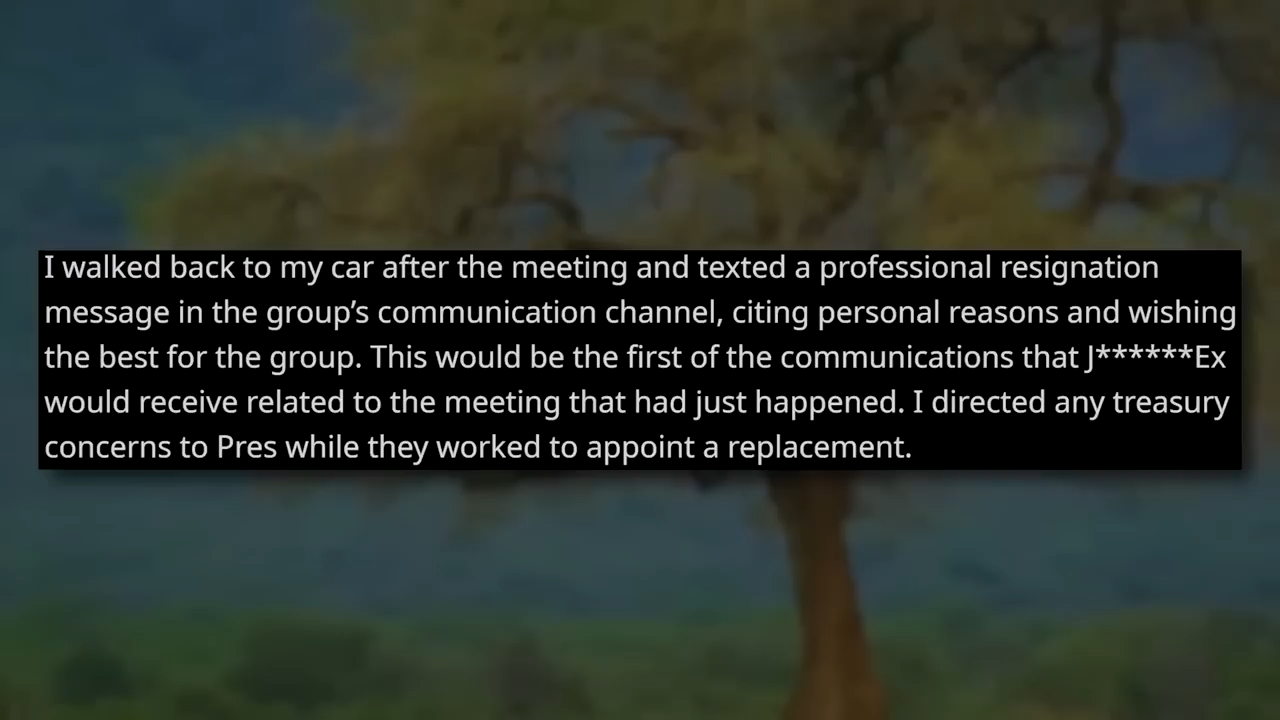 I walked back to my car after the meeting and texted a professional resignation
message in the group’s communication channel, citing personal reasons and wishing
the best for the group. This would be the first of the communications that J******Ex
would receive related to the meeting that had just happened. I directed any treasury
concerns to Pres while they worked to appoint a replacement.